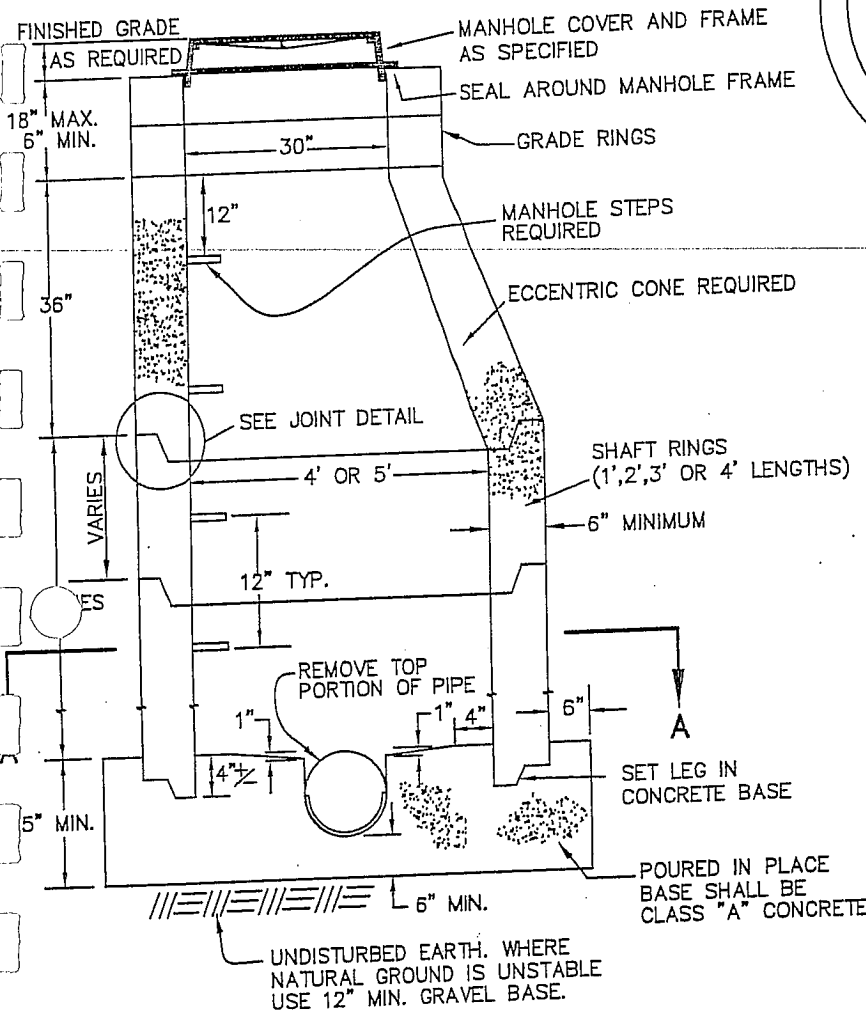 FINISHED GRADE
AS REQUIRED
MANHOLE COVER AND FRAME
AS SPECIFIED
SEAL AROUND MANHOLE FRAME
18" MAX.
6" MIN.
30"
GRADE RINGS
12"
MANHOLE STEPS
REQUIRED
36"
ECCENTRIC CONE REQUIRED
SEE JOINT DETAIL
SHAFT RINGS
(1',2',3' OR 4' LENGTHS)
4' OR 5'
VARIES
6" MINIMUM
12" TYP.
ES
REMOVE TOP
PORTION OF PIPE
1"
1"
4"
6"
A
4"+/-
SET LEG IN
CONCRETE BASE
5" MIN.
6" MIN.
POURED IN PLACE
BASE SHALL BE
CLASS "A" CONCRETE
UNDISTURBED EARTH. WHERE
NATURAL GROUND IS UNSTABLE
USE 12" MIN. GRAVEL BASE.